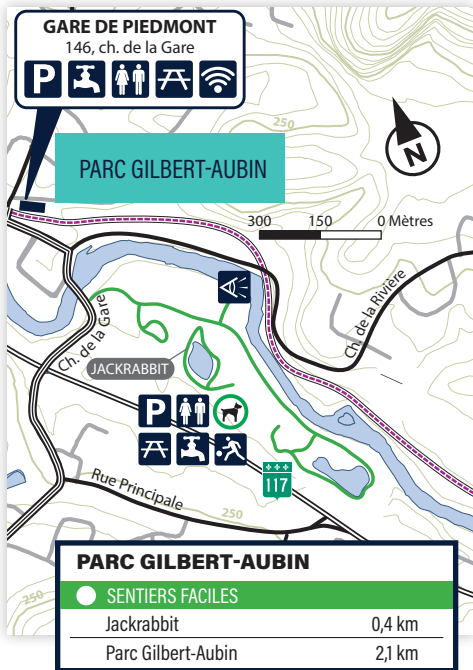 GARE DE PIEDMONT
146, ch. de la Gare
P
250
PARC GILBERT-AUBIN
N
300 150 0 Mètres
Ch. de la Gare
Ch. de la Rivière
JACKRABBIT
P
117
Rue Principale
250
250
PARC GILBERT-AUBIN
SENTIERS FACILES
Jackrabbit 0,4 km
Parc Gilbert-Aubin 2,1 km